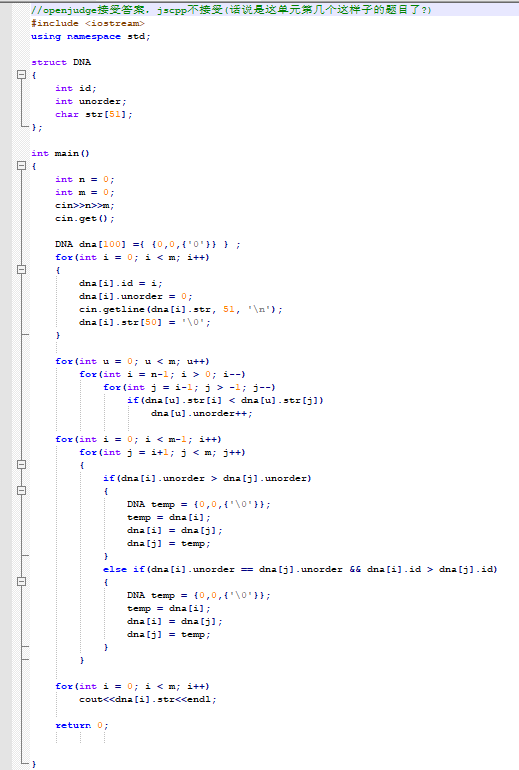 //openjudge接受答案. jscpp不接受(话说是这单元第几个这样子的题目了?)
#include <iostream>
using namespace std;
struct DNA
{
    int id;
    int unorder;
    char str[51];
};
int main()
{
    int n = 0;
    int m = 0;
    cin>>n>>m;
    cin.get();
    DNA dna[100] ={ {0,0,{'0'}} } ;
    for(int i = 0; i < m; i++)
    {
        dna[i].id = i;
        dna[i].unorder = 0;
        cin.getline(dna[i].str, 51, '\n');
        dna[i].str[50] = '\0';
    }
    for(int u = 0; u < m; u++)
        for(int i = n-1; i > 0; i--)
            for(int j = i-1; j > -1; j--)
                if(dna[u].str[i] < dna[u].str[j])
                    dna[u].unorder++;
    for(int i = 0; i < m-1; i++)
        for(int j = i+1; j < m; j++)
        {
            if(dna[i].unorder > dna[j].unorder)
            {
                DNA temp = {0,0,{'\0'}};
                temp = dna[i];
                dna[i] = dna[j];
                dna[j] = temp;
            }
            else if(dna[i].unorder == dna[j].unorder && dna[i].id > dna[j].id)
            {
                DNA temp = {0,0,{'\0'}};
                temp = dna[i];
                dna[i] = dna[j];
                dna[j] = temp;
            }
        }
    for(int i = 0; i < m; i++)
        cout<<dna[i].str<<endl;
    return 0;
}